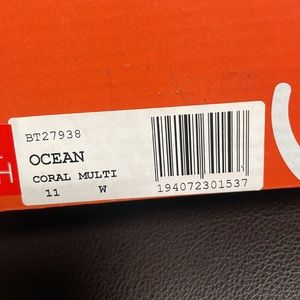 BT27938
OCEAN
CORAL MULTI
11 W
194072301537